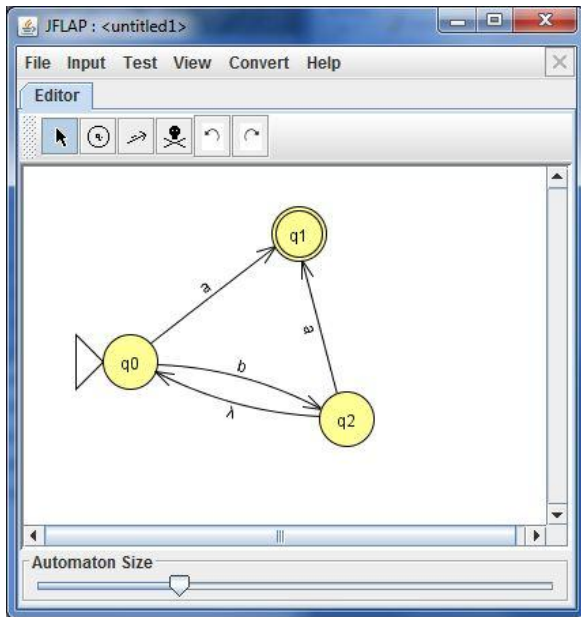 JFLAP : <untitled1>
File Input Test View Convert Help
Editor
q
q1
a
a
q0
b
λ
q2
Automaton Size